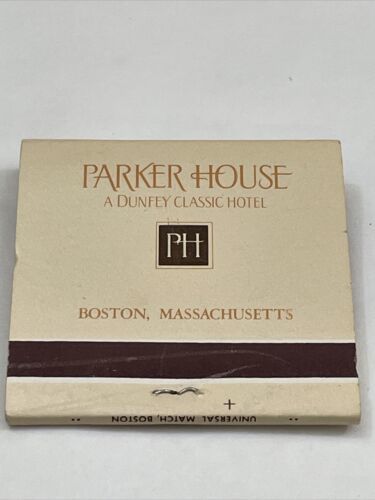 PARKER HOUSE
A DUNFEY CLASSIC HOTEL
PH
BOSTON, MASSACHUSETTS
UNIVERSAL MATCH, BOSTON